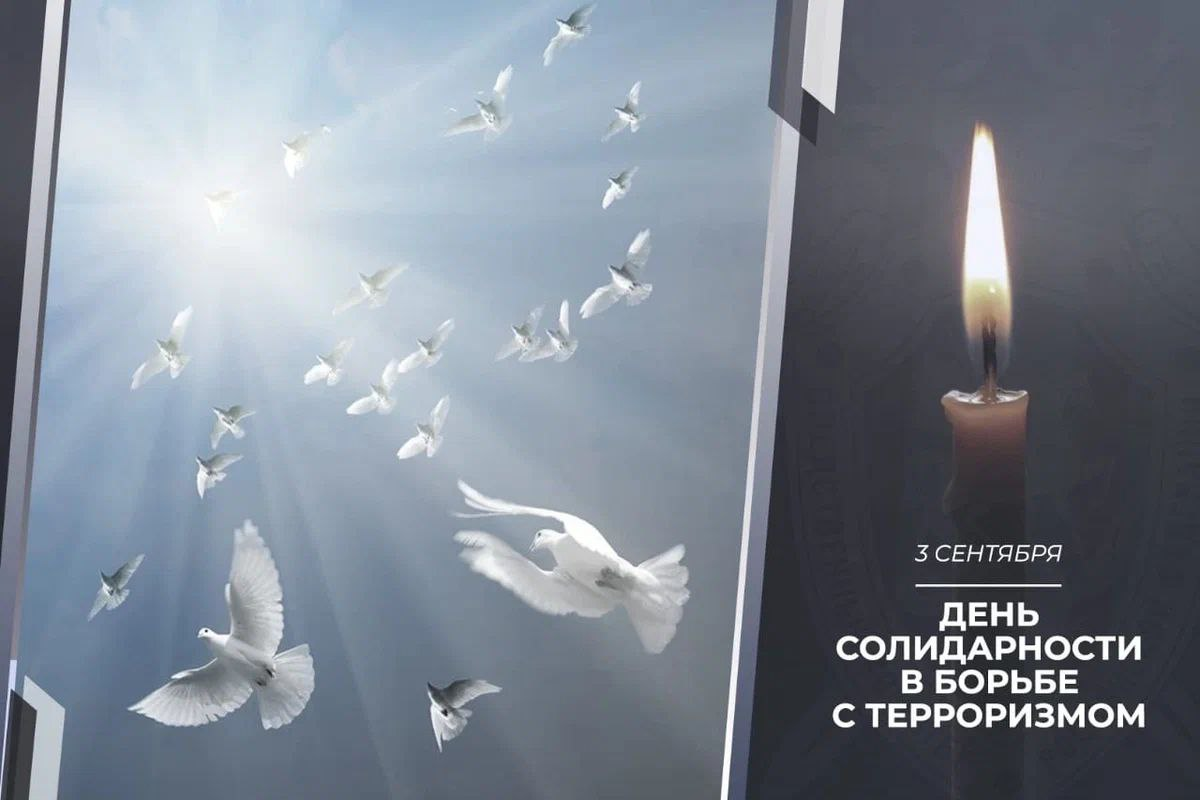 3 СЕНТЯБРЯ
ДЕНЬ
СОЛИДАРНОСТИ
В БОРЬБЕ
С ТЕРРОРИЗМОМ